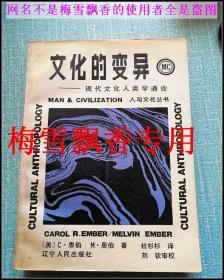 网名不是梅雪飘香的使用者全是盗图
文化的变异
MC
——现代文化人类学通论
MAN & CIVILIZATION 人与文化丛书
梅雪飘香专用
CULTURAL ANTHROPOLOGY
CULTURAL ANTHROPOLOGY
CAROL R.EMBER/MELVIN EMBER
[美]C·恩伯 M·恩伯 著 杜杉杉 译
辽宁人民出版社 刘钦审校